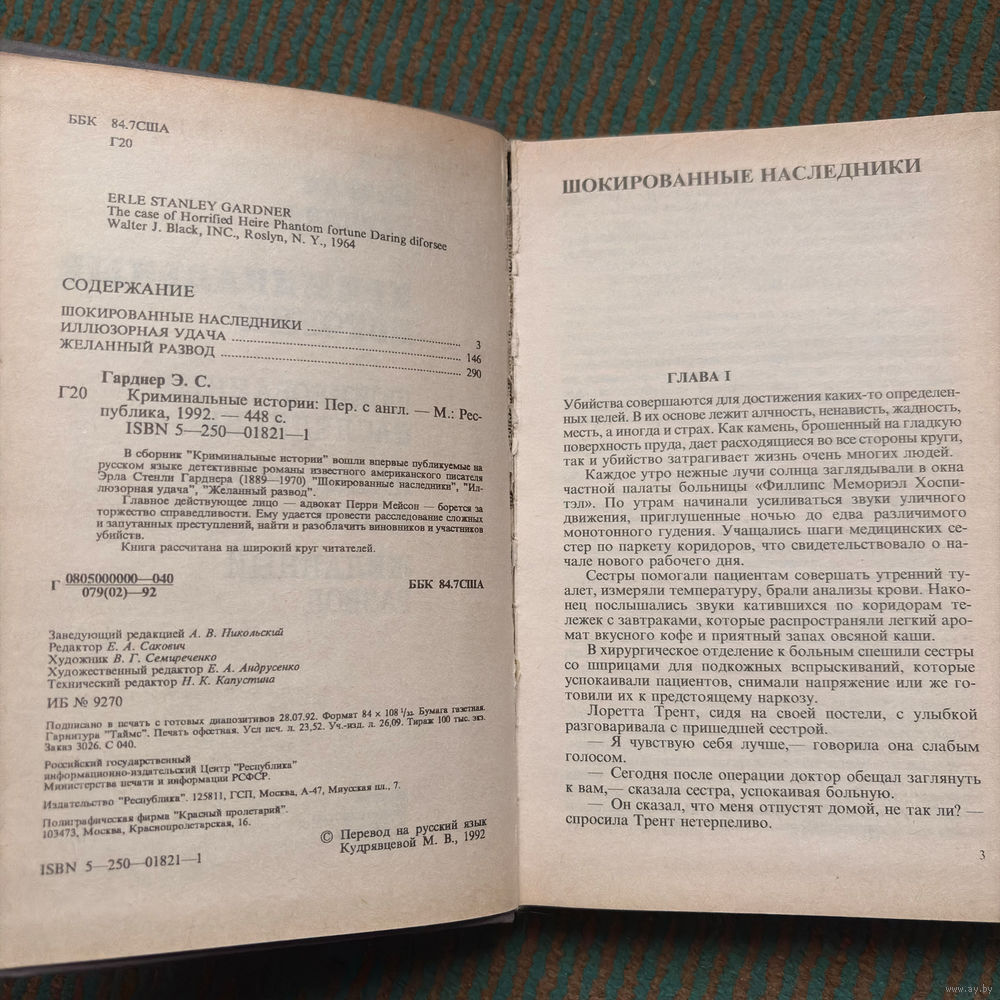 ББК 84.7США
Г20
ERLE STANLEY GARDNER
The case of Horrified Heire Phantom fortune Daring diforsee
Walter J. Black, INC., Roslyn, N. Y., 1964
СОДЕРЖАНИЕ
ШОКИРОВАННЫЕ НАСЛЕДНИКИ ........ 3
ИЛЛЮЗОРНАЯ УДАЧА ........ 146
ЖЕЛАННЫЙ РАЗВОД ........ 290
Гарднер Э. С.
Г20 Криминальные истории: Пер. с англ. — М.: Рес-
публика, 1992. — 448 с.
ISBN 5—250—01821—1
В сборник "Криминальные истории" вошли впервые публикуемые на
русском языке детективные романы известного американского писателя
Эрла Стенли Гарднера (1889—1970) "Шокированные наследники", "Ил-
люзорная удача", "Желанный развод".
Главное действующее лицо — адвокат Перри Мейсон — борется за
торжество справедливости. Ему удается провести расследование сложных
и запутанных преступлений, найти и разоблачить виновников и участников
убийств.
Книга рассчитана на широкий круг читателей.
Г 0805000000—040
079(02)—92
ББК 84.7США
Заведующий редакцией А. В. Никольский
Редактор Е. А. Сакович
Художник В. Г. Семиреченко
Художественный редактор Е. А. Андрусенко
Технический редактор Н. К. Капустина
ИБ № 9270
Подписано в печать с готовых диапозитивов 28.07.92. Формат 84 × 108 1/32. Бумага газетная.
Гарнитура "Таймс". Печать офсетная. Усл печ. л. 23,52. Уч.-изд. л. 26,09. Тираж 100 тыс. экз.
Заказ 3026. С 040.
Российский государственный
информационно-издательский Центр "Республика"
Министерства печати и информации РСФСР.
Издательство "Республика". 125811, ГСП, Москва, А-47, Миусская пл., 7.
Полиграфическая фирма "Красный пролетарий".
103473, Москва, Краснопролетарская, 16.
© Перевод на русский язык
Кудрявцевой М. В., 1992
ISBN 5—250—01821—1
ШОКИРОВАННЫЕ НАСЛЕДНИКИ
ГЛАВА I
Убийства совершаются для достижения каких-то определен-
ных целей. В их основе лежит алчность, ненависть, жадность,
месть, а иногда и страх. Как камень, брошенный на гладкую
поверхность пруда, дает расходящиеся во все стороны круги,
так и убийство затрагивает жизнь очень многих людей.
Каждое утро нежные лучи солнца заглядывали в окна
частной палаты больницы «Филлипс Мемориэл Хоспи-
тэл». По утрам начинали усиливаться звуки уличного
движения, приглушенные ночью до едва различимого
монотонного гудения. Учащались шаги медицинских се-
стер по паркету коридоров, что свидетельствовало о на-
чале нового рабочего дня.
Сестры помогали пациентам совершать утренний ту-
алет, измеряли температуру, брали анализы крови. Нако-
нец послышались звуки катившихся по коридорам те-
лежек с завтраками, которые распространяли легкий аро-
мат вкусного кофе и приятный запах овсяной каши.
В хирургическое отделение к больным спешили сестры
со шприцами для подкожных вспрыскиваний, которые
успокаивали пациентов, снимали напряжение или же го-
товили их к предстоящему наркозу.
Лоретта Трент, сидя на своей постели, с улыбкой
разговаривала с пришедшей сестрой.
— Я чувствую себя лучше,— говорила она слабым
голосом.
— Сегодня после операции доктор обещал заглянуть
к вам,— сказала сестра, успокаивая больную.
— Он сказал, что меня отпустят домой, не так ли? —
спросила Трент нетерпеливо.
3
www.ay.by